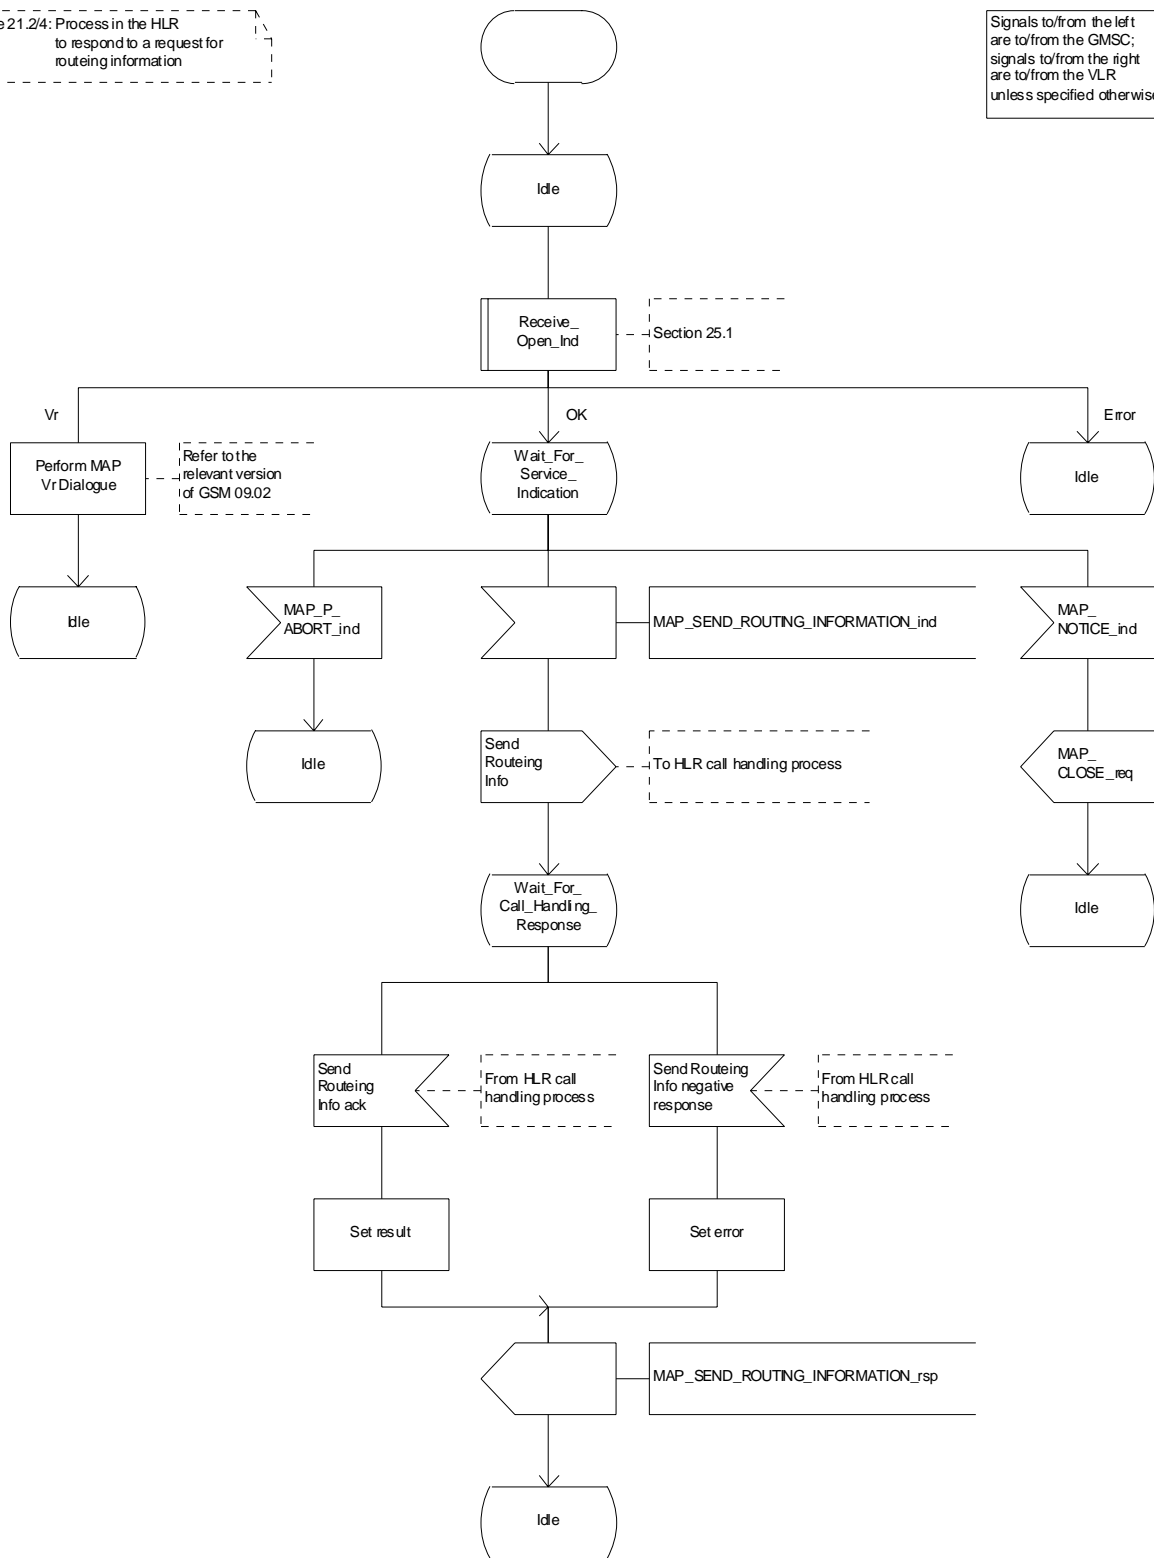 21.2/4: Process in the HLR
to respond to a request for
routeing information
Signals to/from the left
are to/from the GMSC;
signals to/from the right
are to/from the VLR
unless specified otherwise
Idle
Receive_
Open_Ind
Section 25.1
Vr
OK
Error
Perform MAP
Vr Dialogue
Refer to the
relevant version
of GSM 09.02
Wait_For_
Service_
Indication
Idle
Idle
MAP_P_
ABORT_ind
MAP_SEND_ROUTING_INFORMATION_ind
MAP_
NOTICE_ind
Idle
Send
Routeing
Info
To HLR call handling process
MAP_
CLOSE_req
Wait_For_
Call_Handling_
Response
Idle
Send
Routeing
Info ack
From HLR call
handling process
Send Routeing
Info negative
response
From HLR call
handling process
Set result
Set error
MAP_SEND_ROUTING_INFORMATION_rsp
Idle